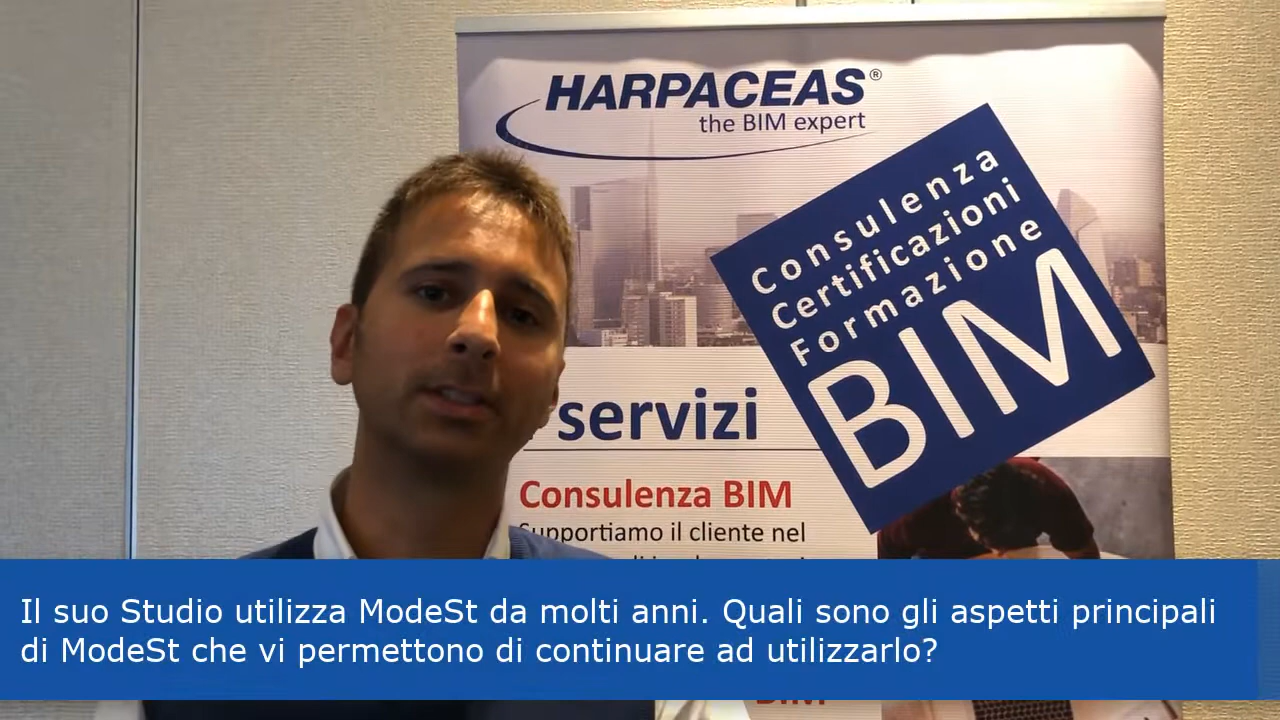 HARPACEAS®
the BIM expert
Consulenza
Certificazioni
Formazione
BIM
servizi
Consulenza BIM
Supportiamo il cliente nel
Il suo Studio utilizza ModeSt da molti anni. Quali sono gli aspetti principali
di ModeSt che vi permettono di continuare ad utilizzarlo?
BIM